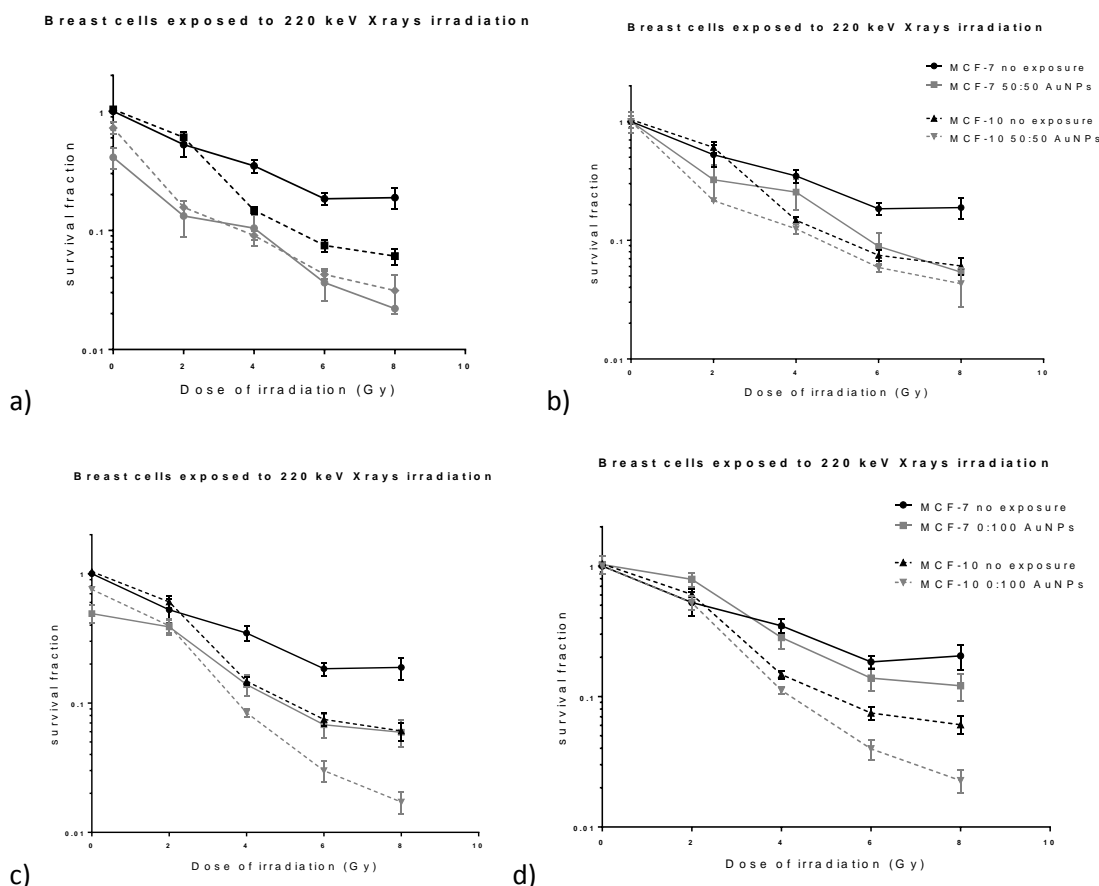 Breast cells exposed to 220 keV Xrays irradiation
survival fraction
1
0.1
0.01
0
2
4
6
8
10
Dose of irradiation (Gy)
a)
Breast cells exposed to 220 keV Xrays irradiation
MCF-7 no exposure
MCF-7 50:50 AuNPs
MCF-10 no exposure
MCF-10 50:50 AuNPs
survival fraction
1
0.1
0.01
0
2
4
6
8
10
Dose of irradiation (Gy)
b)
Breast cells exposed to 220 keV Xrays irradiation
survival fraction
1
0.1
0.01
0
2
4
6
8
10
Dose of irradiation (Gy)
c)
Breast cells exposed to 220 keV Xrays irradiation
MCF-7 no exposure
MCF-7 0:100 AuNPs
MCF-10 no exposure
MCF-10 0:100 AuNPs
survival fraction
1
0.1
0.01
0
2
4
6
8
10
Dose of irradiation (Gy)
d)